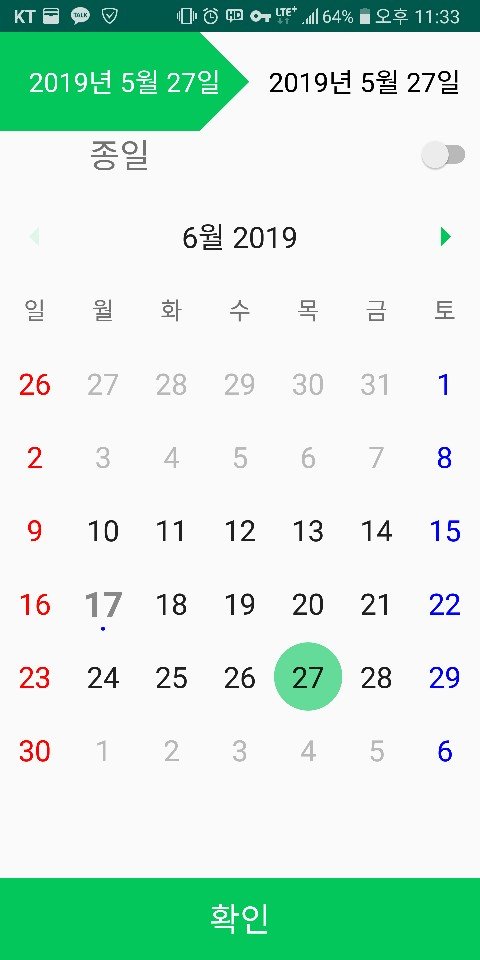 KT TALK HD LTE+ 64% 오후 11:33
2019년 5월 27일 2019년 5월 27일
종일
6월 2019
일 월 화 수 목 금 토
26 27 28 29 30 31 1
2 3 4 5 6 7 8
9 10 11 12 13 14 15
16 17 18 19 20 21 22
23 24 25 26 27 28 29
30 1 2 3 4 5 6
확인